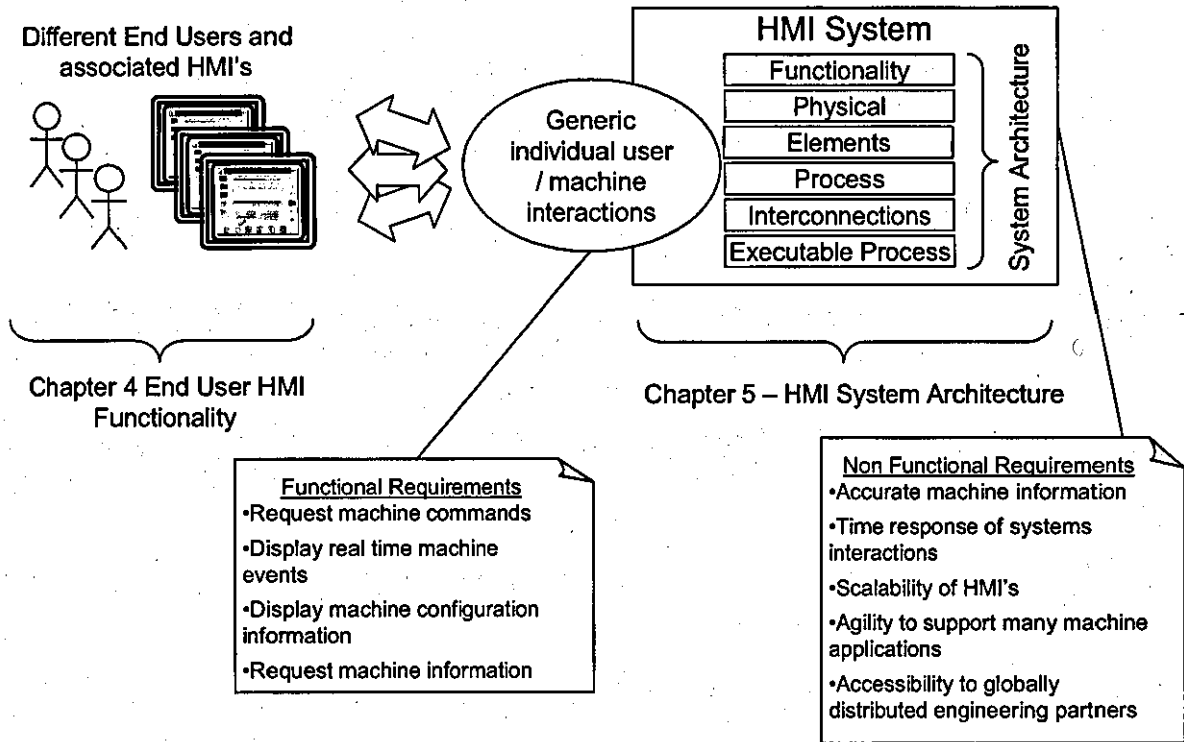 Different End Users and
associated HMI's
Generic
individual user
/ machine
interactions
HMI System
Functionality
Physical
Elements
Process
Interconnections
Executable Process
System Architecture
Chapter 4 End User HMI
Functionality
Chapter 5 – HMI System Architecture
Functional Requirements
•Request machine commands
•Display real time machine
events
•Display machine configuration
information
•Request machine information
Non Functional Requirements
•Accurate machine information
•Time response of systems
interactions
•Scalability of HMI's
•Agility to support many machine
applications
•Accessibility to globally
distributed engineering partners